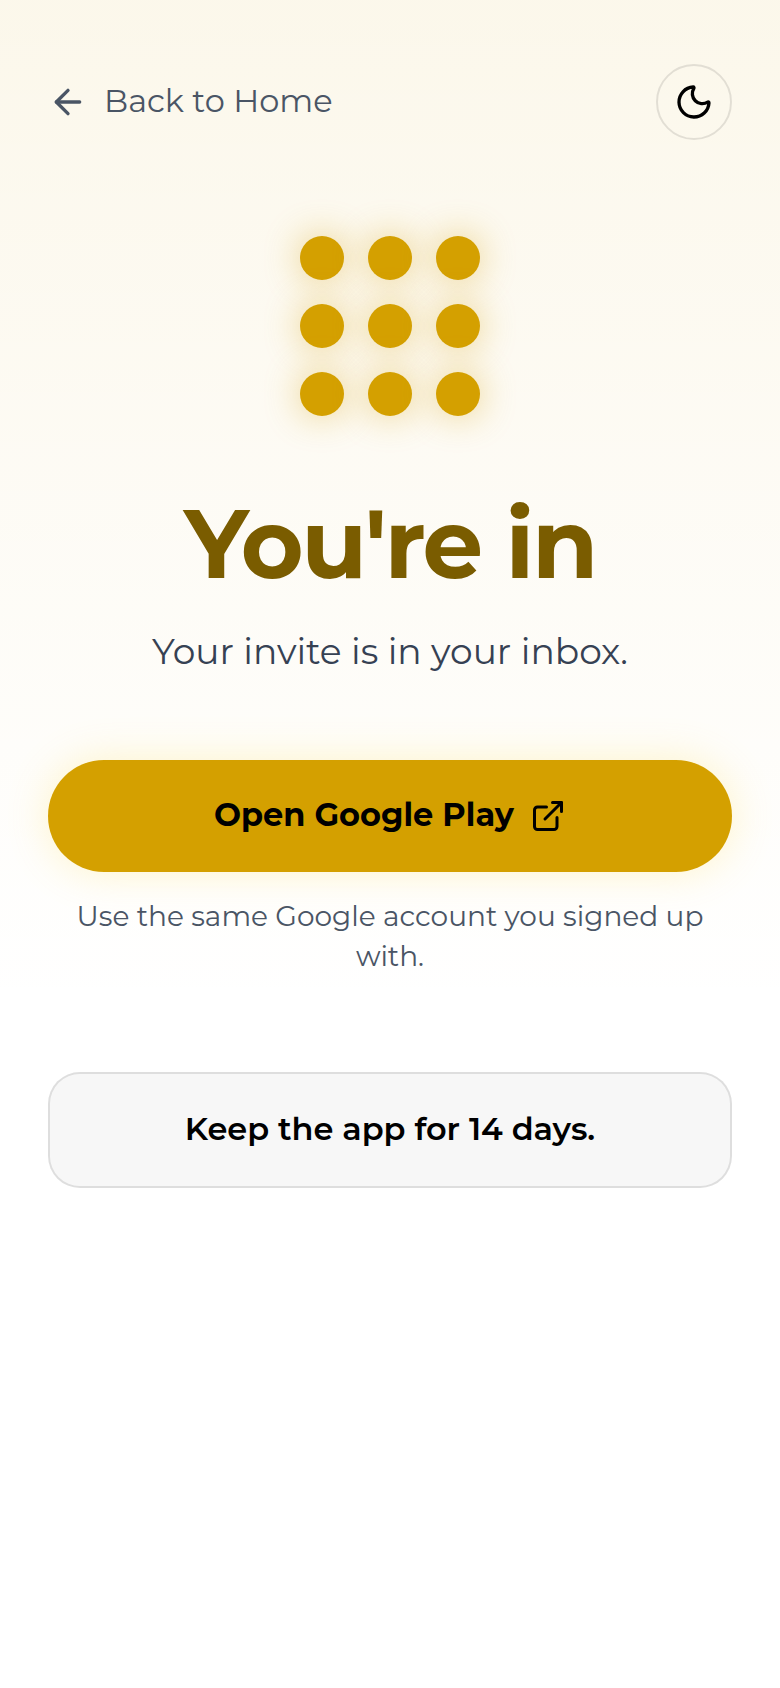 Back to Home
You're in
Your invite is in your inbox.
Open Google Play
Use the same Google account you signed up
with.
Keep the app for 14 days.